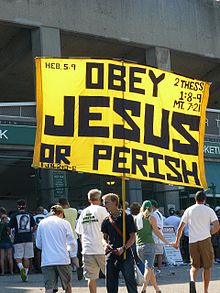 HEB. 5:9
OBEY
2 THESS
1:8-9
MT. 7:21
JESUS
OR PERISH